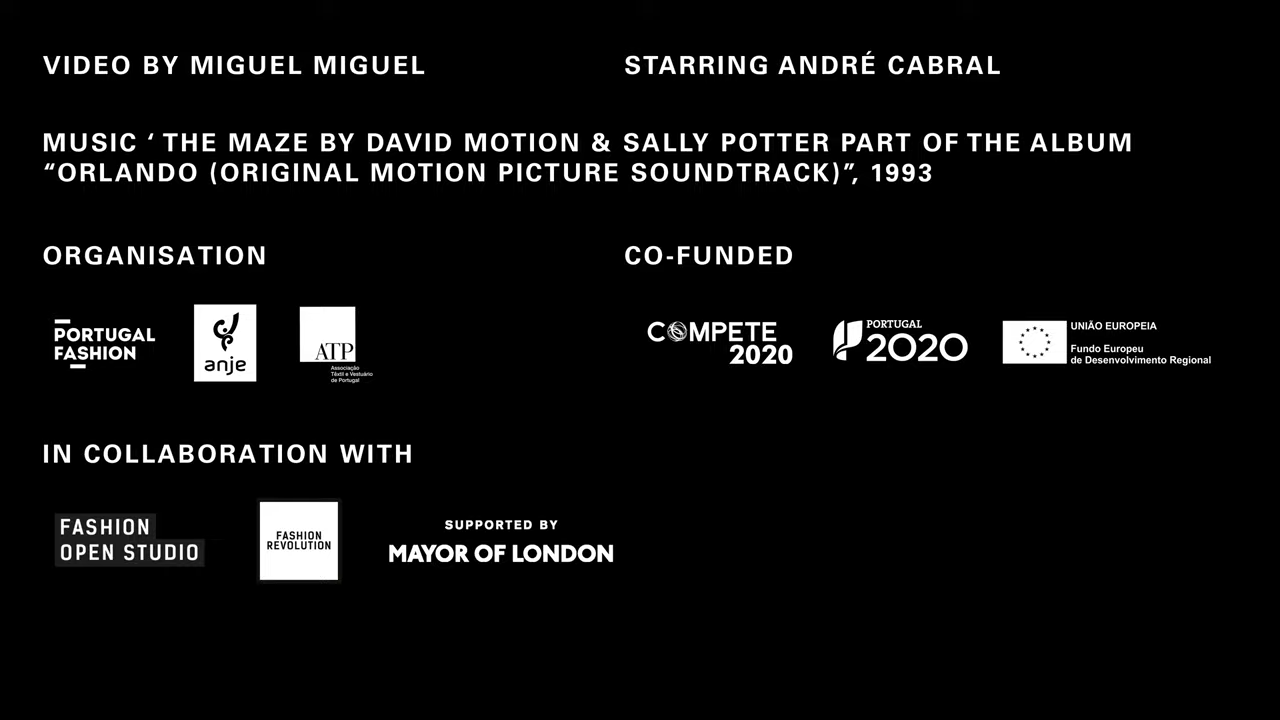 VIDEO BY MIGUEL MIGUEL
STARRING ANDRÉ CABRAL
MUSIC ‘ THE MAZE BY DAVID MOTION & SALLY POTTER PART OF THE ALBUM
“ORLANDO (ORIGINAL MOTION PICTURE SOUNDTRACK)”, 1993
ORGANISATION
PORTUGAL
FASHION
anje
ATP
Associação
Têxtil e Vestuário
de Portugal
CO-FUNDED
COMPETE
2020
PORTUGAL
2020
UNIÃO EUROPEIA
Fundo Europeu
de Desenvolvimento Regional
IN COLLABORATION WITH
FASHION
OPEN STUDIO
FASHION
REVOLUTION
SUPPORTED BY
MAYOR OF LONDON